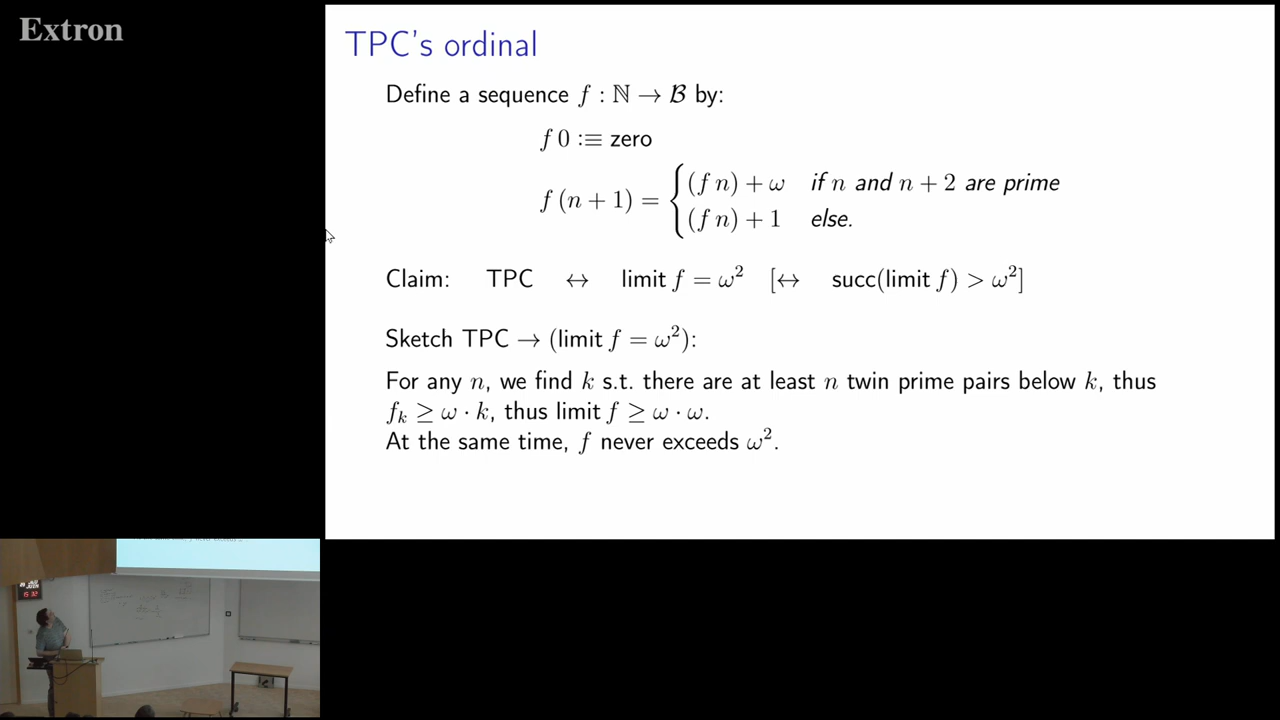 Extron
TPC's ordinal
Define a sequence f : ℕ → 𝓑 by:
f 0 :≡ zero
f (n + 1) = { (f n) + ω if n and n + 2 are prime
(f n) + 1 else.
Claim: TPC ↔ limit f = ω² [↔ succ(limit f) > ω²]
Sketch TPC → (limit f = ω²):
For any n, we find k s.t. there are at least n twin prime pairs below k, thus
f_k ≥ ω · k, thus limit f ≥ ω · ω.
At the same time, f never exceeds ω².